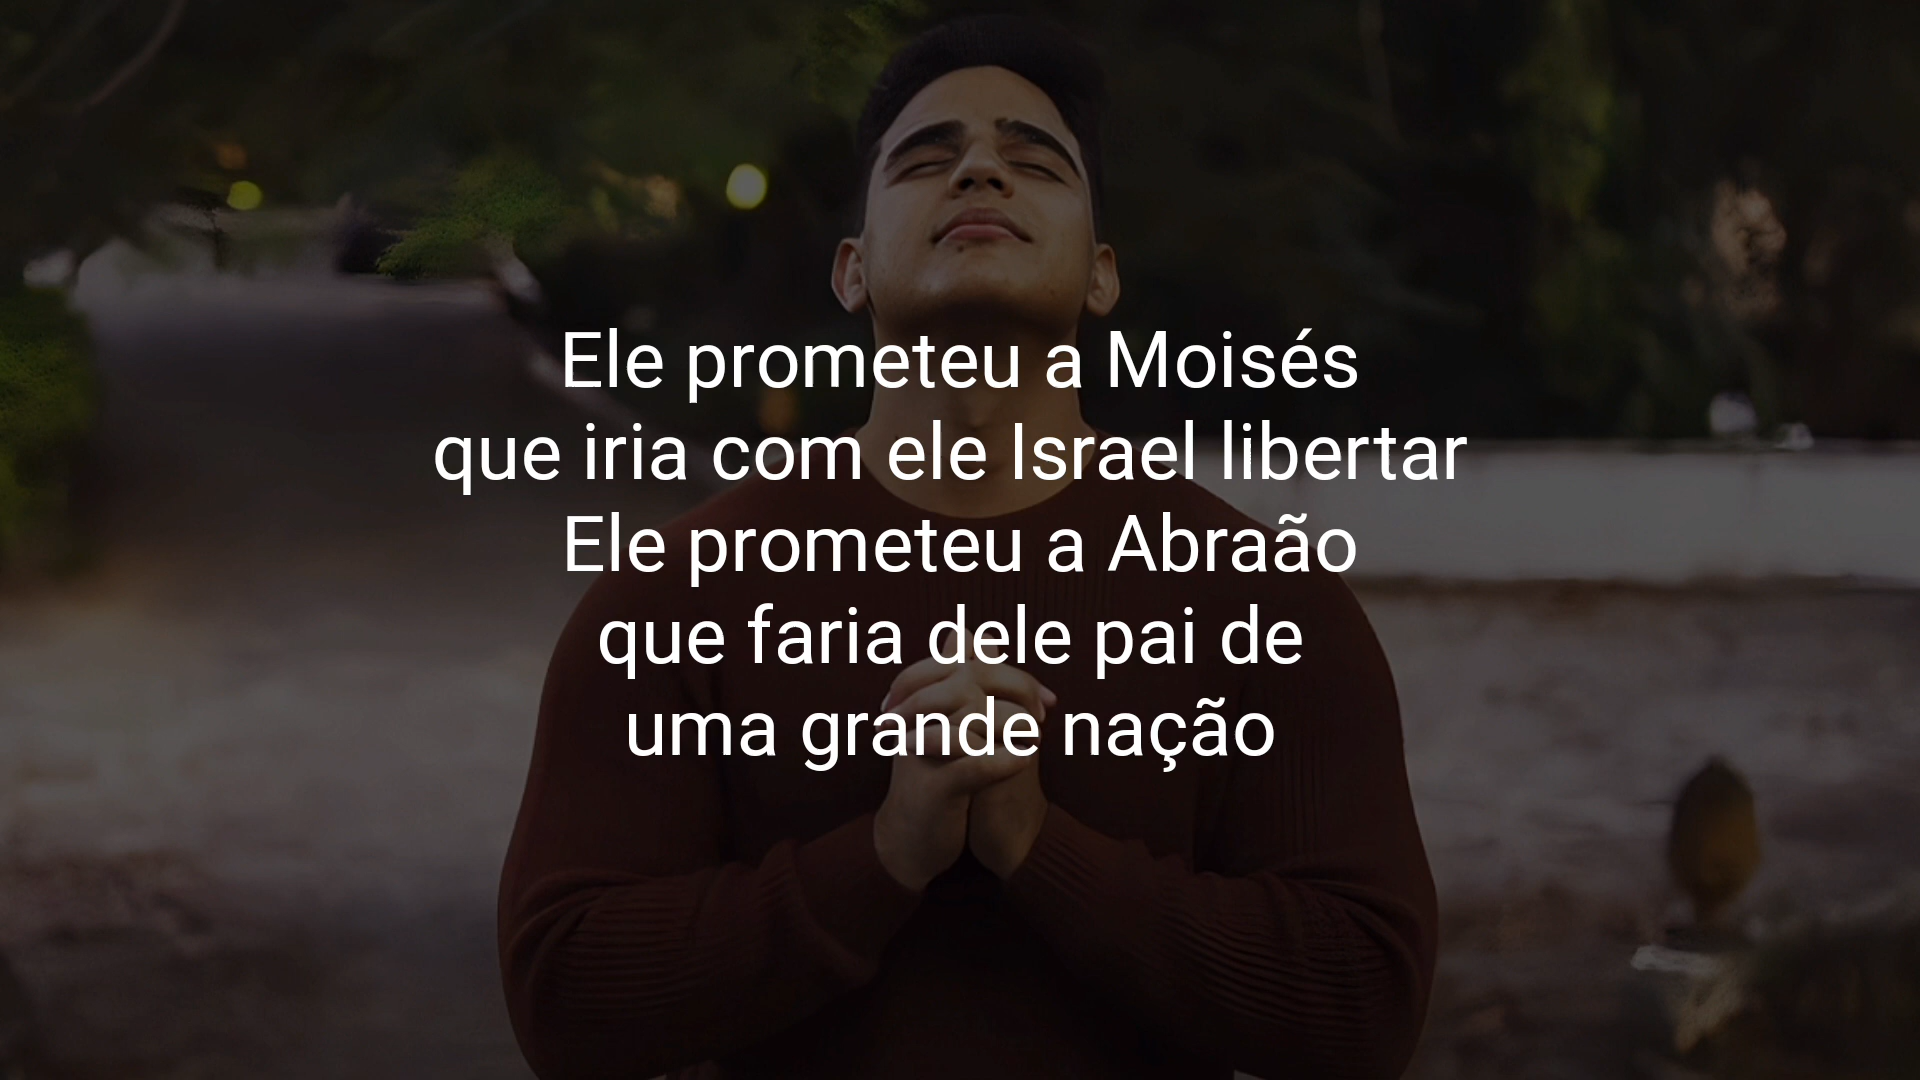 Ele prometeu a Moisés
que iria com ele Israel libertar
Ele prometeu a Abraão
que faria dele pai de
uma grande nação